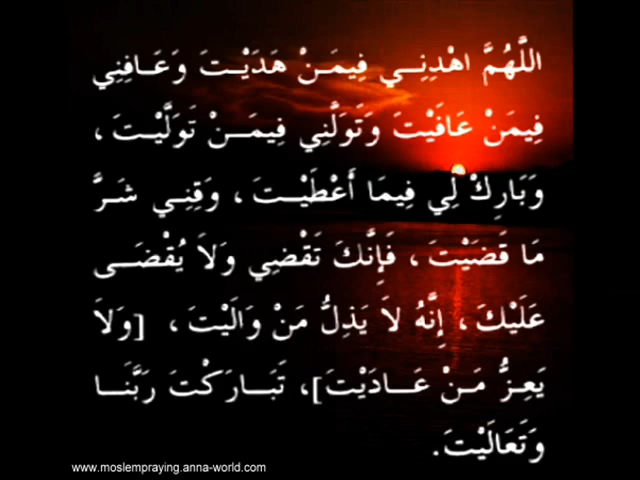 اللَّهُمَّ اهْدِنِي فِيمَنْ هَدَيْتَ وَعَافِنِي
فِيمَنْ عَافَيْتَ وَتَوَلَّنِي فِيمَنْ تَوَلَّيْتَ،
وَبَارِكْ لِي فِيمَا أَعْطَيْتَ، وَقِنِي شَرَّ
مَا قَضَيْتَ، فَإِنَّكَ تَقْضِي وَلاَ يُقْضَى
عَلَيْكَ، إِنَّهُ لاَ يَذِلُّ مَنْ وَالَيْتَ، [وَلاَ
يَعِزُّ مَنْ عَادَيْتَ]، تَبَارَكْتَ رَبَّنَا
وَتَعَالَيْتَ.
www.moslempraying.anna-world.com